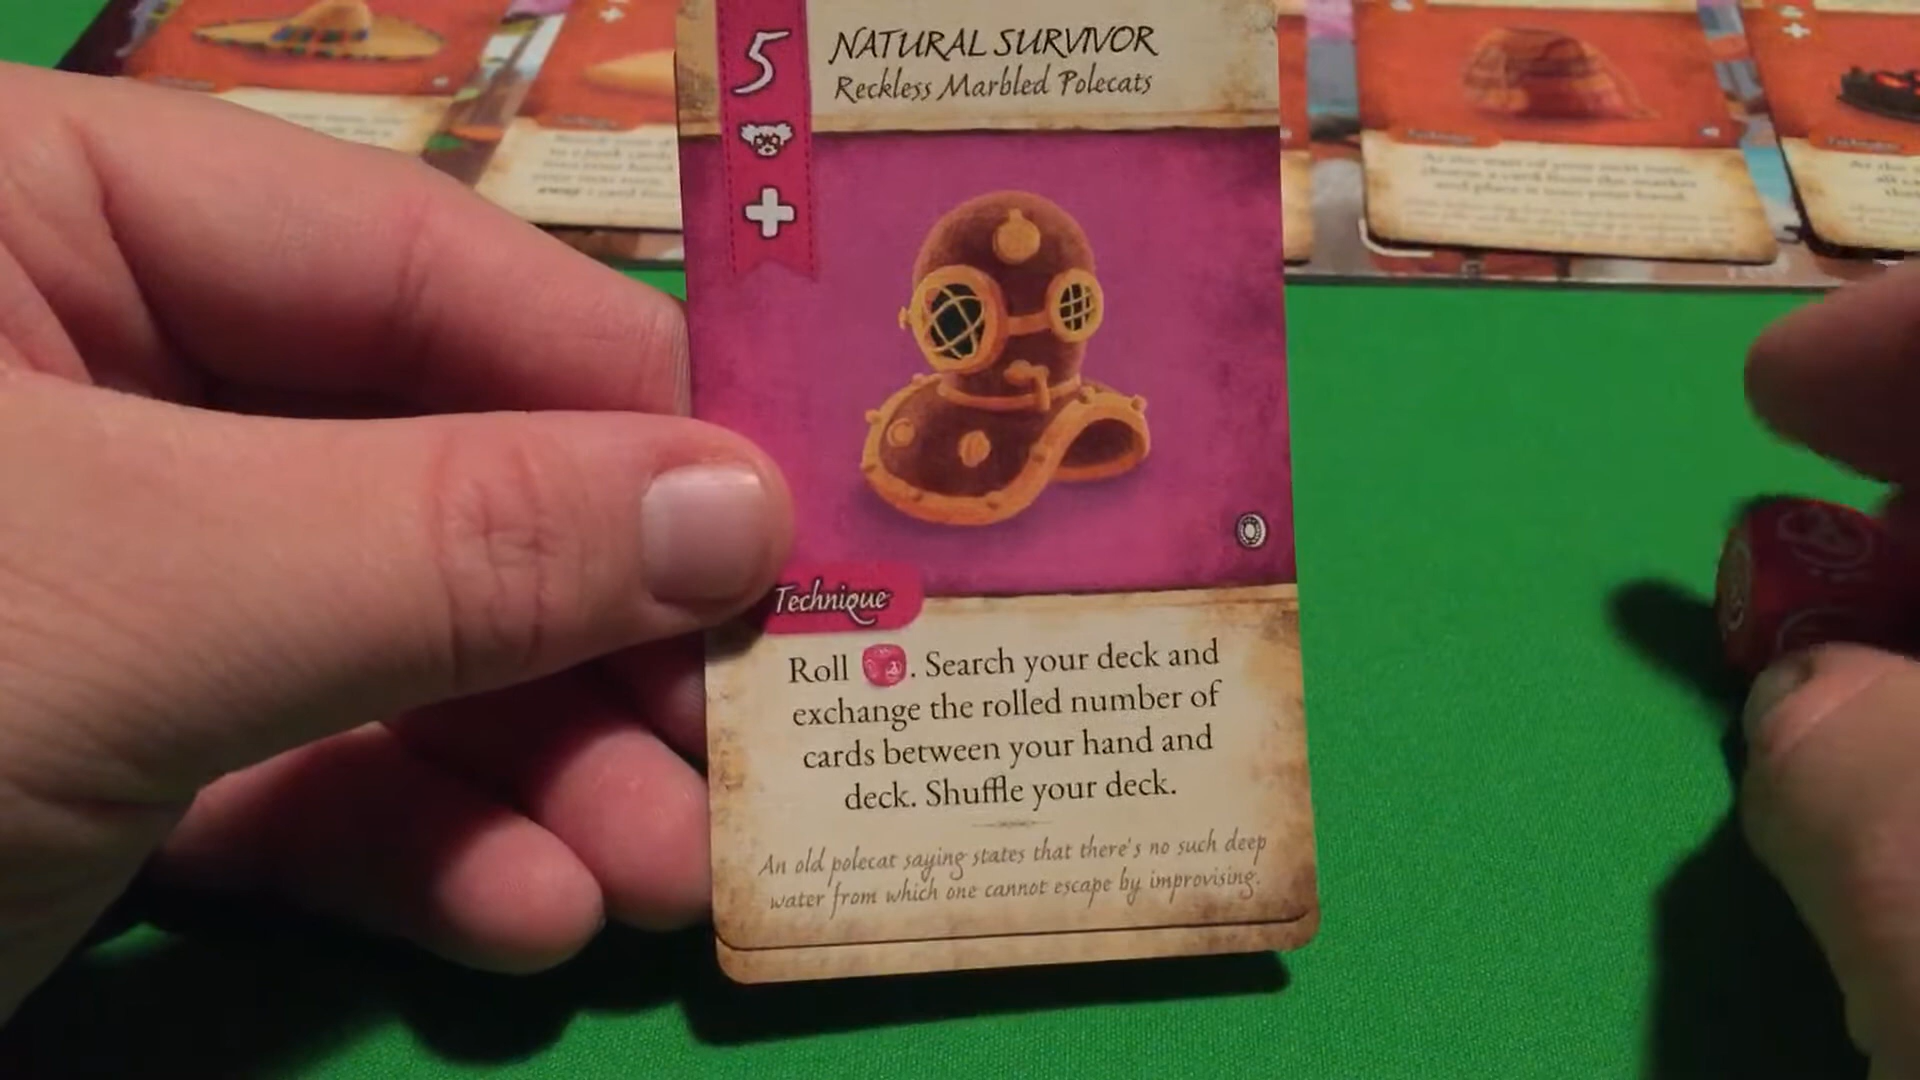 5
NATURAL SURVIVOR
Reckless Marbled Polecats
Technique
Roll . Search your deck and
exchange the rolled number of
cards between your hand and
deck. Shuffle your deck.
An old polecat saying states that there's no such deep
water from which one cannot escape by improvising.